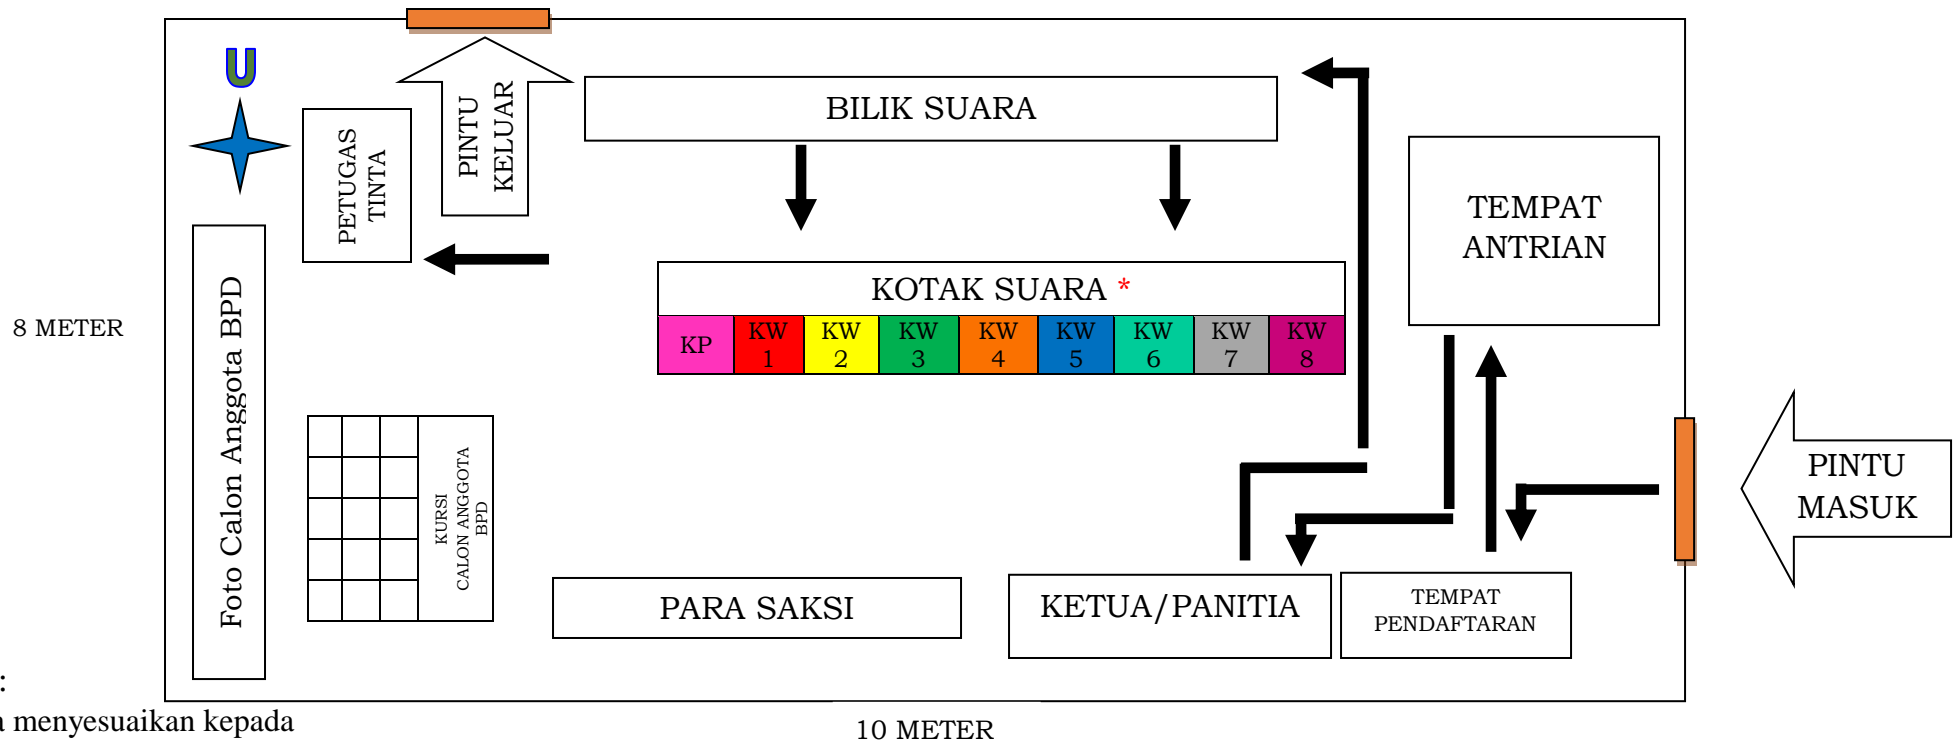 U
PETUGAS
TINTA
PINTU
KELUAR
BILIK SUARA
TEMPAT
ANTRIAN
KOTAK SUARA *
KP
KW
1
KW
2
KW
3
KW
4
KW
5
KW
6
KW
7
KW
8
8 METER
Foto Calon Anggota BPD
KURSI
CALON ANGGOTA
BPD
PINTU
MASUK
PARA SAKSI
KETUA/PANITIA
TEMPAT
PENDAFTARAN
:
menyesuaikan kepada
10 METER